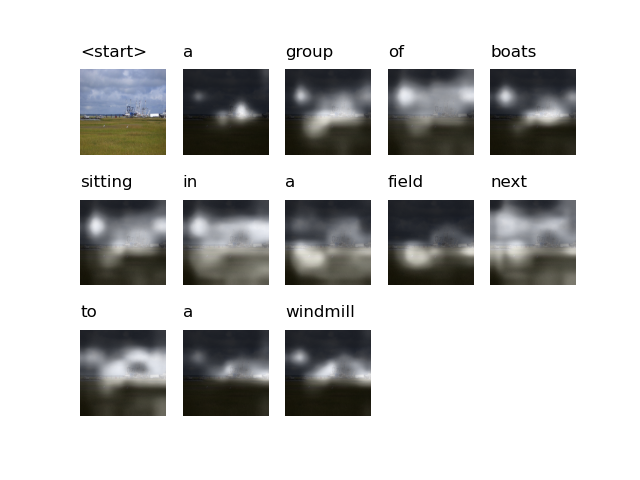 <start> a group of boats
sitting in a field next
to a windmill